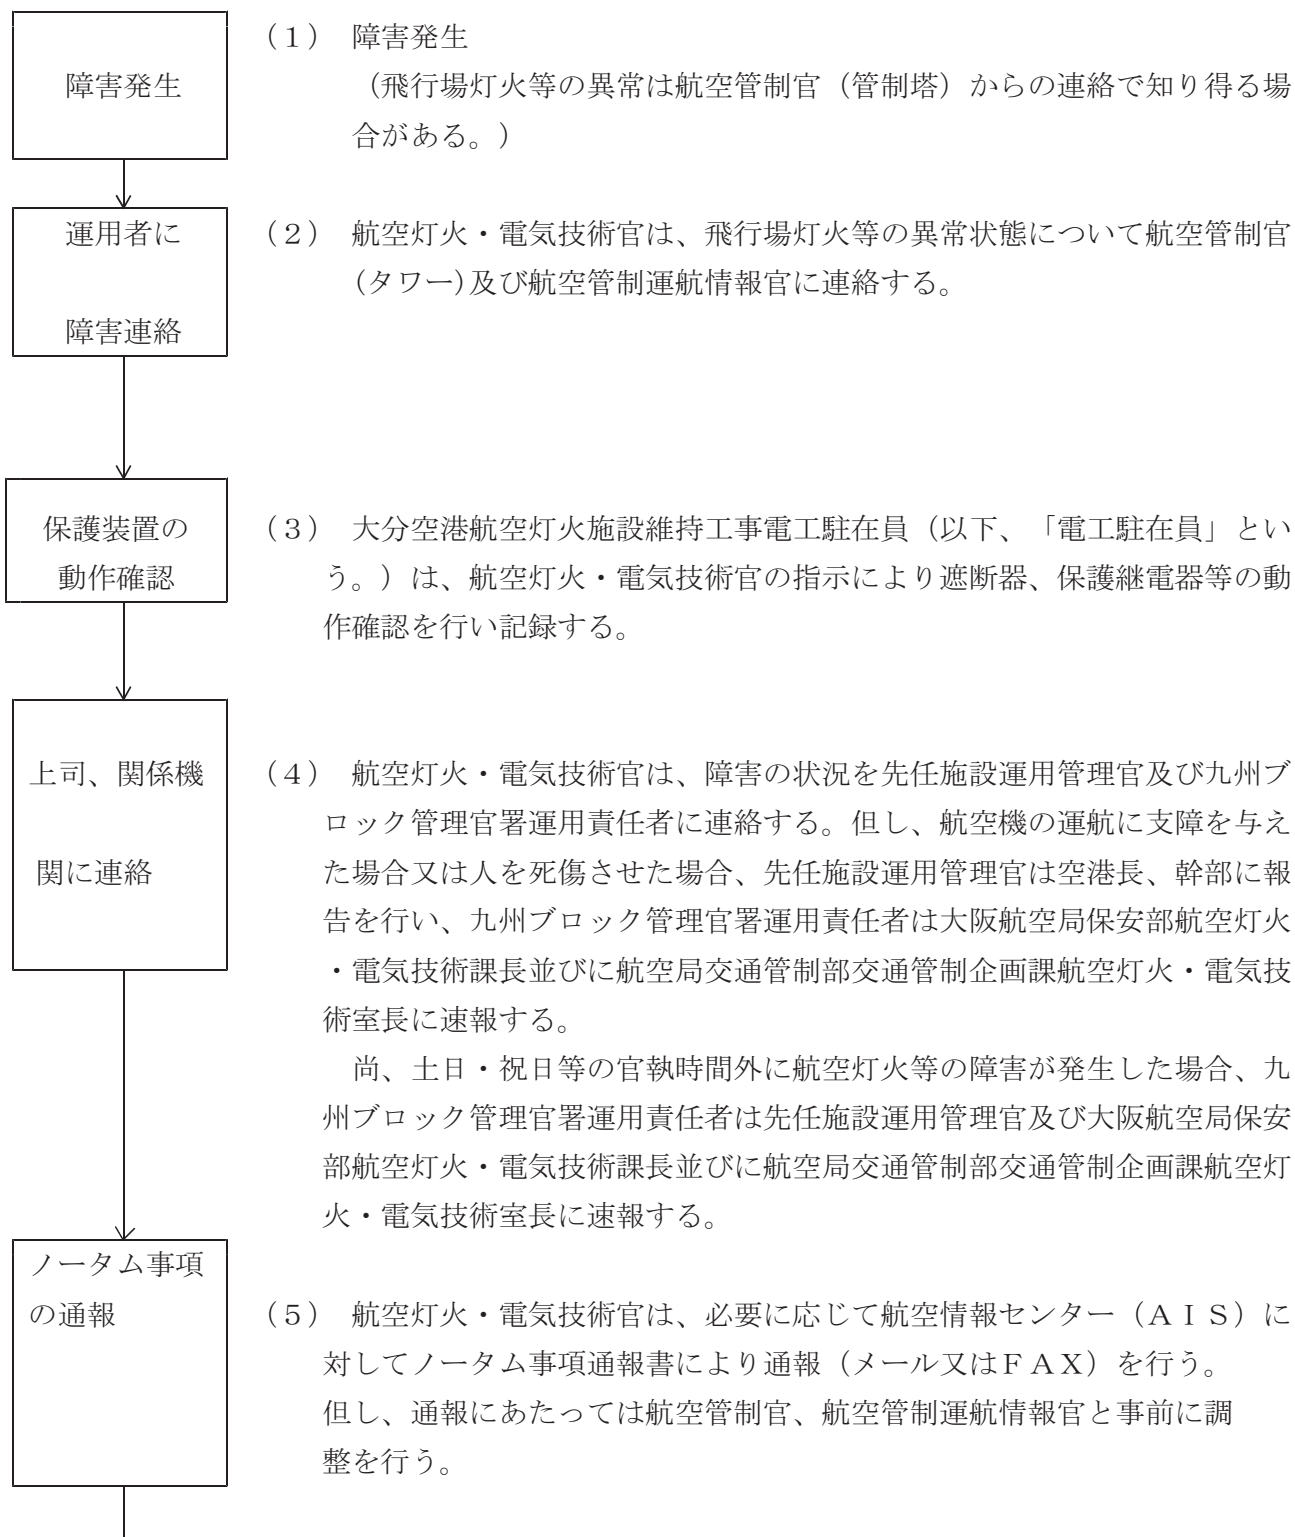 障害発生
（１） 障害発生
（飛行場灯火等の異常は航空管制官（管制塔）からの連絡で知り得る場
合がある。）
運用者に
障害連絡
（２） 航空灯火・電気技術官は、飛行場灯火等の異常状態について航空管制官
(タワー)及び航空管制運航情報官に連絡する。
保護装置の
動作確認
（３） 大分空港航空灯火施設維持工事電工駐在員（以下、「電工駐在員」とい
う。）は、航空灯火・電気技術官の指示により遮断器、保護継電器等の動
作確認を行い記録する。
上司、関係機
関に連絡
（４） 航空灯火・電気技術官は、障害の状況を先任施設運用管理官及び九州ブ
ロック管理官署運用責任者に連絡する。但し、航空機の運航に支障を与え
た場合又は人を死傷させた場合、先任施設運用管理官は空港長、幹部に報
告を行い、九州ブロック管理官署運用責任者は大阪航空局保安部航空灯火
・電気技術課長並びに航空局交通管制部交通管制企画課航空灯火・電気技
術室長に速報する。
尚、土日・祝日等の官執時間外に航空灯火等の障害が発生した場合、九
州ブロック管理官署運用責任者は先任施設運用管理官及び大阪航空局保安
部航空灯火・電気技術課長並びに航空局交通管制部交通管制企画課航空灯
火・電気技術室長に速報する。
ノータム事項
の通報
（５） 航空灯火・電気技術官は、必要に応じて航空情報センター（ＡＩＳ）に
対してノータム事項通報書により通報（メール又はＦＡＸ）を行う。
但し、通報にあたっては航空管制官、航空管制運航情報官と事前に調
整を行う。